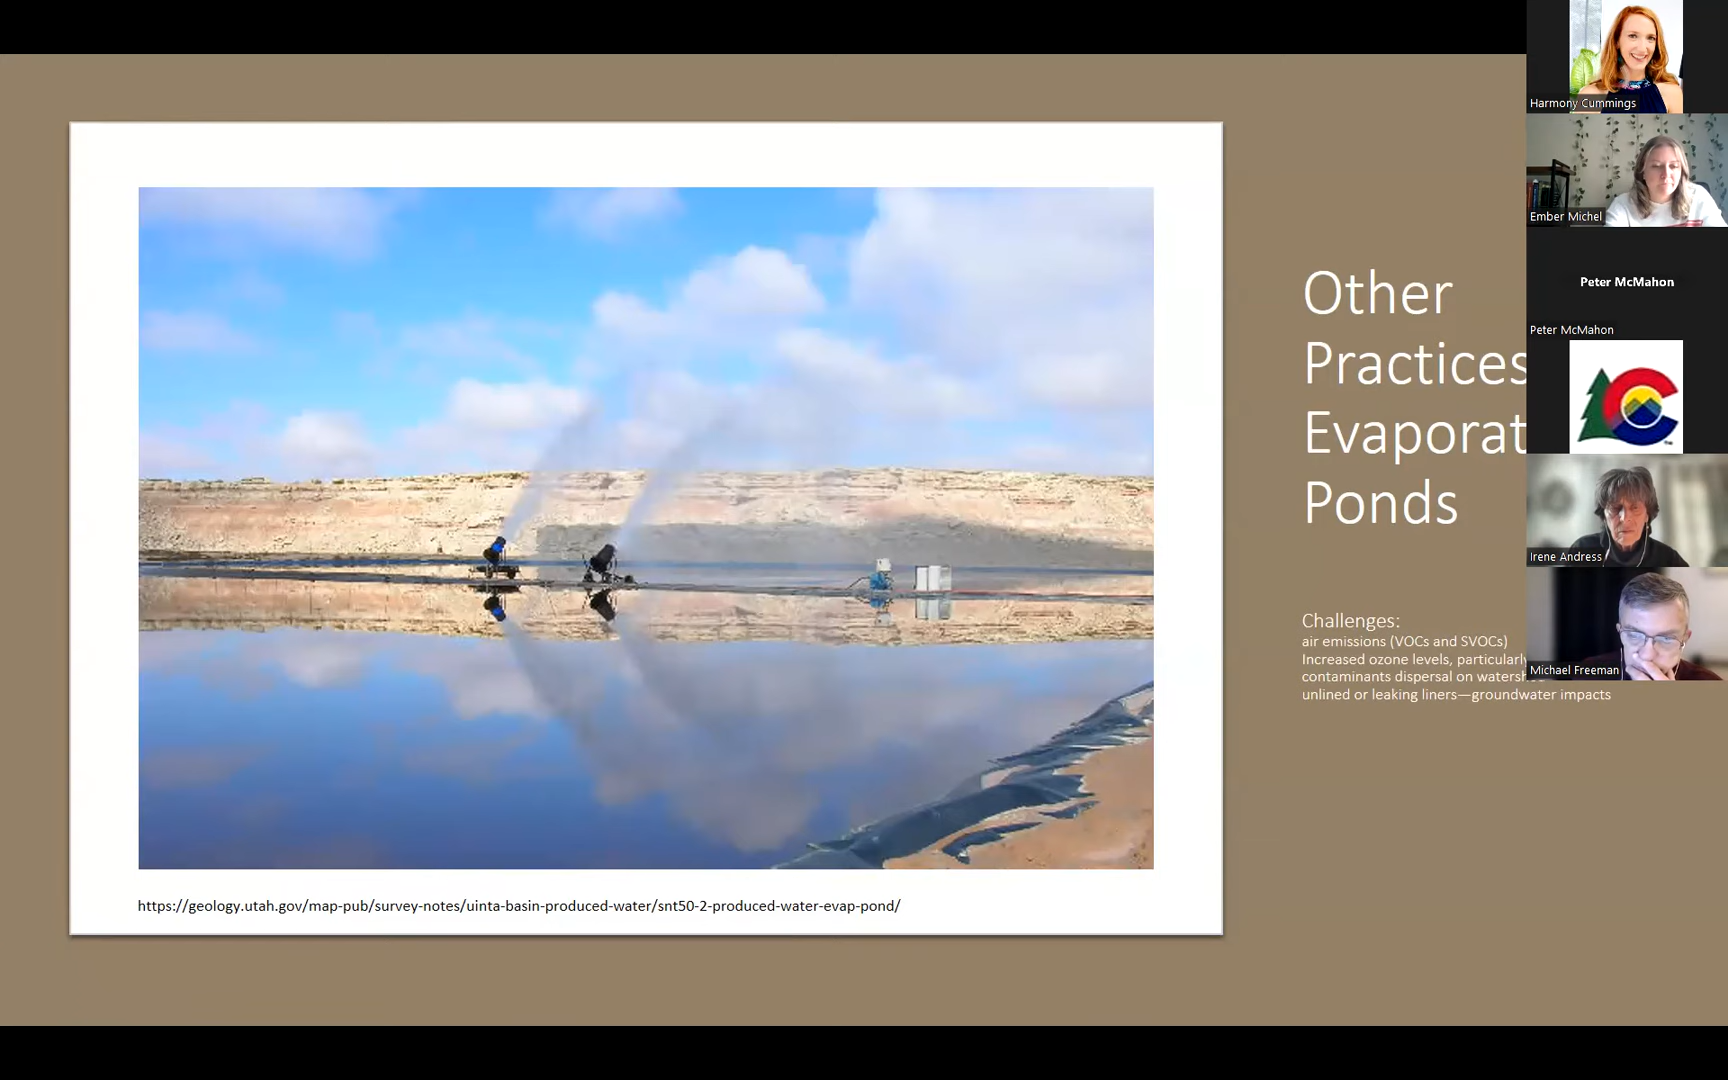 Other
Practices
Evaporat
Ponds
Challenges:
air emissions (VOCs and SVOCs)
Increased ozone levels, particularly
contaminants dispersal on watersh
unlined or leaking liners—groundwater impacts
https://geology.utah.gov/map-pub/survey-notes/uinta-basin-produced-water/snt50-2-produced-water-evap-pond/
Harmony Cummings
Ember Michel
Peter McMahon
Peter McMahon
Irene Andress
Michael Freeman